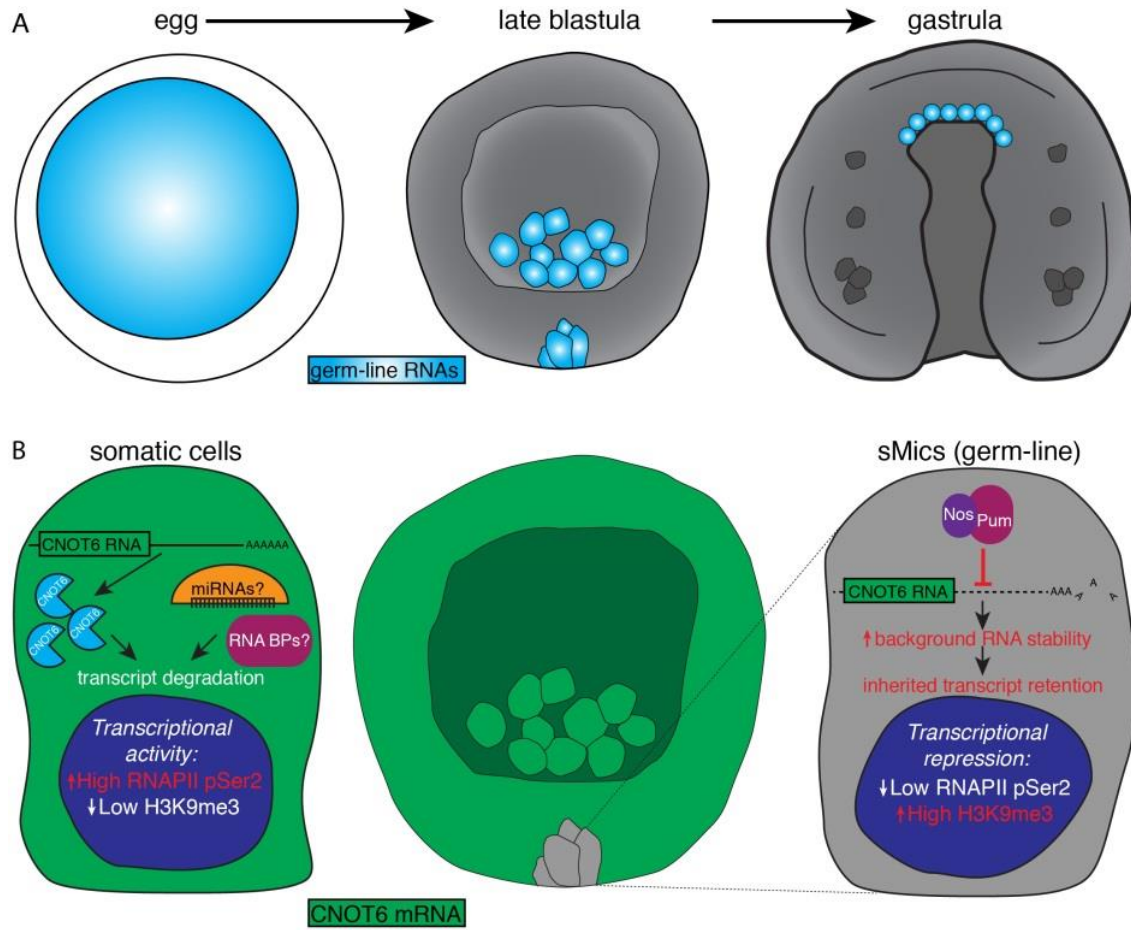 A
egg
late blastula
gastrula
germ-line RNAs
B
somatic cells
CNOT6 RNA
AAAAAA
CNOT6
CNOT6
CNOT6
miRNAs?
RNA BPs?
transcript degradation
Transcriptional
activity:
↑High RNAPII pSer2
↓Low H3K9me3
CNOT6 mRNA
sMics (germ-line)
Nos
Pum
CNOT6 RNA
AAA
A
A
A
↑background RNA stability
inherited transcript retention
Transcriptional
repression:
↓Low RNAPII pSer2
↑High H3K9me3